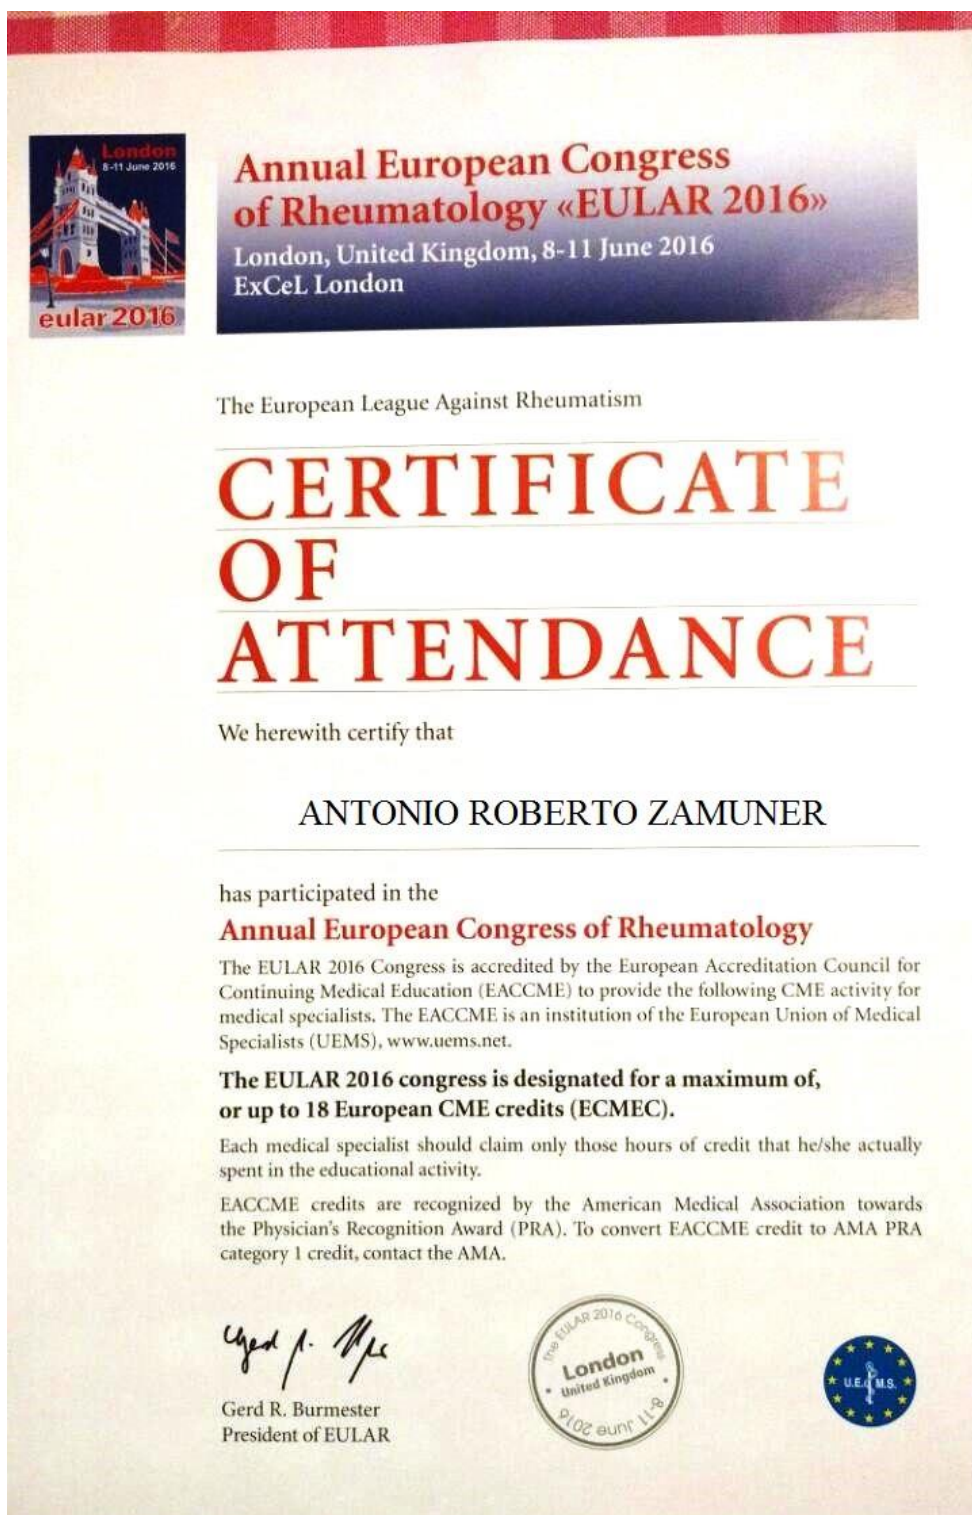 London
8-11 June 2016
eular 2016
Annual European Congress
of Rheumatology «EULAR 2016»
London, United Kingdom, 8-11 June 2016
ExCeL London
The European League Against Rheumatism
CERTIFICATE
OF
ATTENDANCE
We herewith certify that
ANTONIO ROBERTO ZAMUNER
has participated in the
Annual European Congress of Rheumatology
The EULAR 2016 Congress is accredited by the European Accreditation Council for
Continuing Medical Education (EACCME) to provide the following CME activity for
medical specialists. The EACCME is an institution of the European Union of Medical
Specialists (UEMS), www.uems.net.
The EULAR 2016 congress is designated for a maximum of,
or up to 18 European CME credits (ECMEC).
Each medical specialist should claim only those hours of credit that he/she actually
spent in the educational activity.
EACCME credits are recognized by the American Medical Association towards
the Physician's Recognition Award (PRA). To convert EACCME credit to AMA PRA
category 1 credit, contact the AMA.
Gerd R. Burmester
President of EULAR
the EULAR 2016 Congress
London
United Kingdom
8-11 June 2016
U.E. M.S.